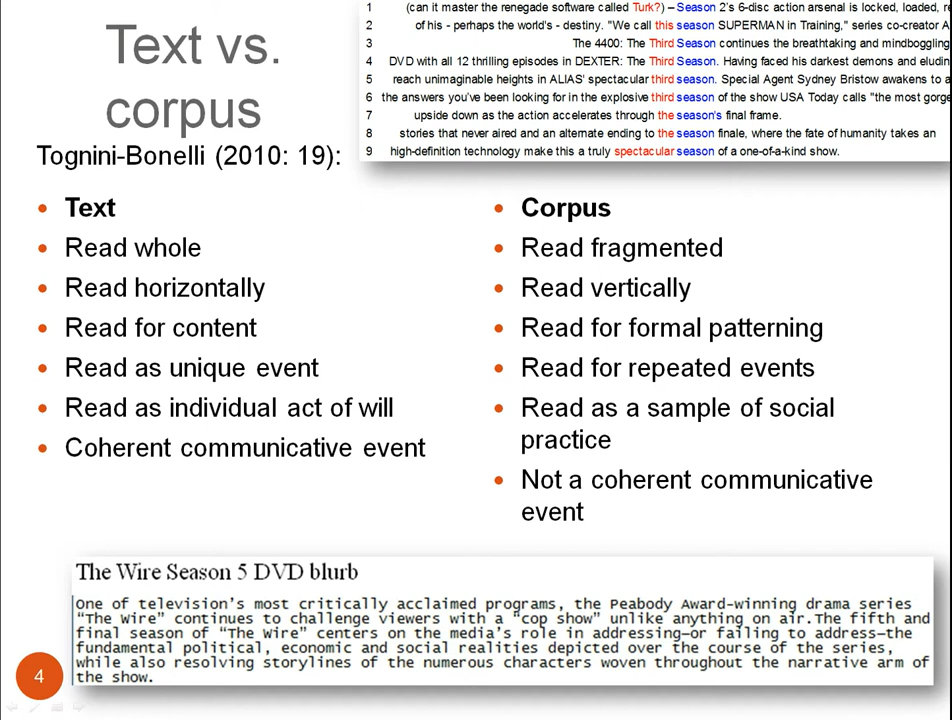 Text vs.
corpus
Tognini-Bonelli (2010: 19):
1 (can it master the renegade software called Turk?) – Season 2's 6-disc action arsenal is locked, loaded, r
2 of his - perhaps the world's - destiny. "We call this season SUPERMAN in Training," series co-creator A
3 The 4400: The Third Season continues the breathtaking and mindboggling
4 DVD with all 12 thrilling episodes in DEXTER: The Third Season. Having faced his darkest demons and eludin
5 reach unimaginable heights in ALIAS' spectacular third season. Special Agent Sydney Bristow awakens to a
6 the answers you've been looking for in the explosive third season of the show USA Today calls "the most gorge
7 upside down as the action accelerates through the season's final frame.
8 stories that never aired and an alternate ending to the season finale, where the fate of humanity takes an
9 high-definition technology make this a truly spectacular season of a one-of-a-kind show.
• Text
• Read whole
• Read horizontally
• Read for content
• Read as unique event
• Read as individual act of will
• Coherent communicative event
• Corpus
• Read fragmented
• Read vertically
• Read for formal patterning
• Read for repeated events
• Read as a sample of social
practice
• Not a coherent communicative
event
The Wire Season 5 DVD blurb
One of television's most critically acclaimed programs, the Peabody Award-winning drama series
"The Wire" continues to challenge viewers with a "cop show" unlike anything on air.The fifth and
final season of "The Wire" centers on the media's role in addressing—or failing to address—the
fundamental political, economic and social realities depicted over the course of the series,
while also resolving storylines of the numerous characters woven throughout the narrative arm of
the show.
4